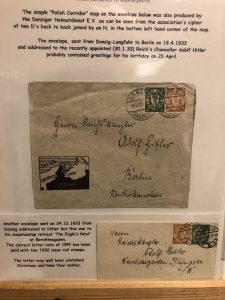 The simple "Polish Corridor" map on the envelope below was also produced by
the Danziger Heimatdienst E.V. as can be seen from the association's cipher
of two D's back to back joined by an H, in the bottom left hand corner of the map.
The envelope, sent from Danzig-Langfuhr to Berlin on 19.4.1933
and addressed to the recently appointed (30.1.33) Reich's Chancellor Adolf Hitler
probably contained greetings for his birthday on 20 April.
Herrn Reichskanzler
Adolf Hitler
Berlin
Reichskanzlei
Another envelope sent on 24.12.1933 from
Danzig addressed to Hitler but this one to
his mountaintop retreat "The Eagle's Nest"
at Berchtesgaden.
The correct letter rate of 15Pf has been
paid with two 1932 issue coil stamps.
The letter may well have contained
Christmas and New Year wishes.
Herrn
Reichskanzler
Adolf Hitler
Berchtesgaden